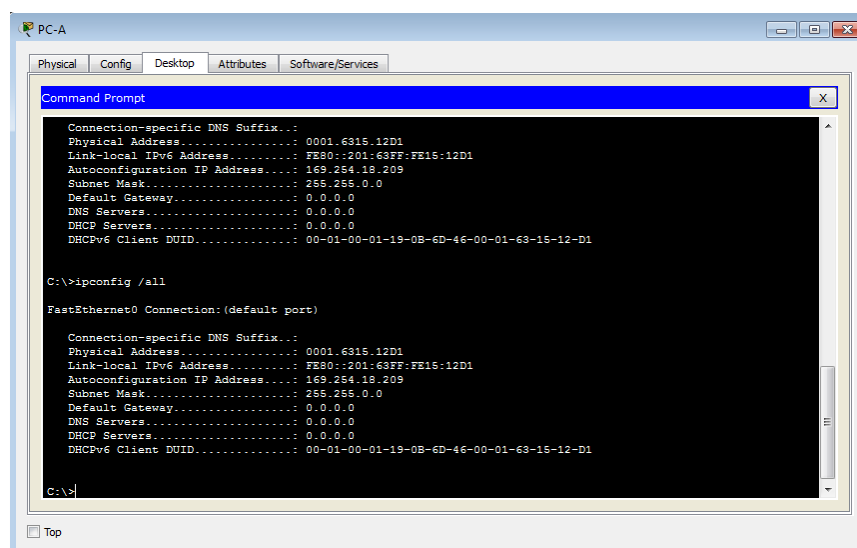 PC-A
Physical Config Desktop Attributes Software/Services
Command Prompt X
Connection-specific DNS Suffix..:
Physical Address................: 0001.6315.12D1
Link-local IPv6 Address.........: FE80::201:63FF:FE15:12D1
Autoconfiguration IP Address....: 169.254.18.209
Subnet Mask.....................: 255.255.0.0
Default Gateway.................: 0.0.0.0
DNS Servers.....................: 0.0.0.0
DHCP Servers....................: 0.0.0.0
DHCPv6 Client DUID..............: 00-01-00-01-19-0B-6D-46-00-01-63-15-12-D1
C:\>ipconfig /all
FastEthernet0 Connection:(default port)
Connection-specific DNS Suffix..:
Physical Address................: 0001.6315.12D1
Link-local IPv6 Address.........: FE80::201:63FF:FE15:12D1
Autoconfiguration IP Address....: 169.254.18.209
Subnet Mask.....................: 255.255.0.0
Default Gateway.................: 0.0.0.0
DNS Servers.....................: 0.0.0.0
DHCP Servers....................: 0.0.0.0
DHCPv6 Client DUID..............: 00-01-00-01-19-0B-6D-46-00-01-63-15-12-D1
C:\>
Top